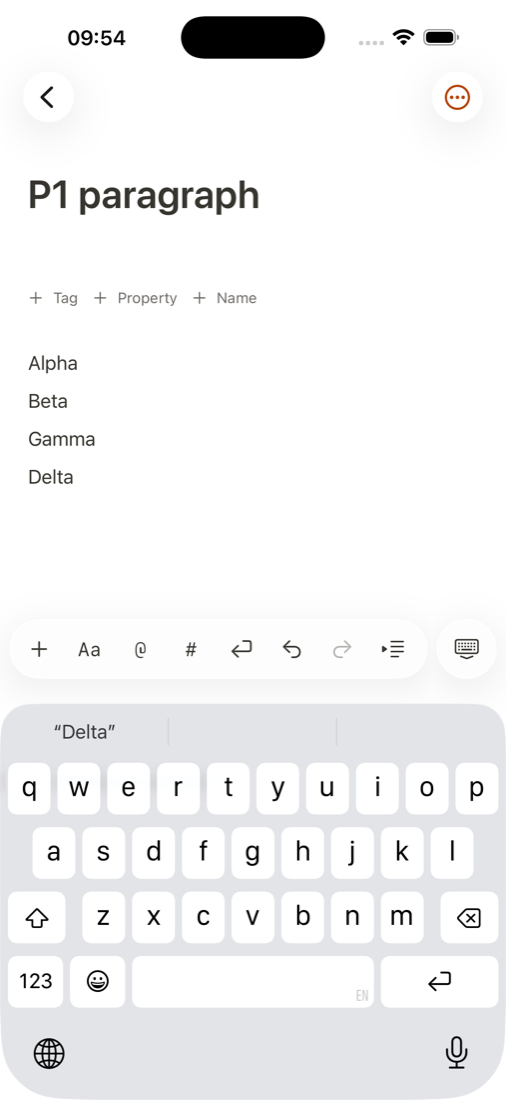 09:54
P1 paragraph
+ Tag + Property + Name
Alpha
Beta
Gamma
Delta
+ Aa @ #
“Delta”
q w e r t y u i o p
a s d f g h j k l
z x c v b n m
123
EN